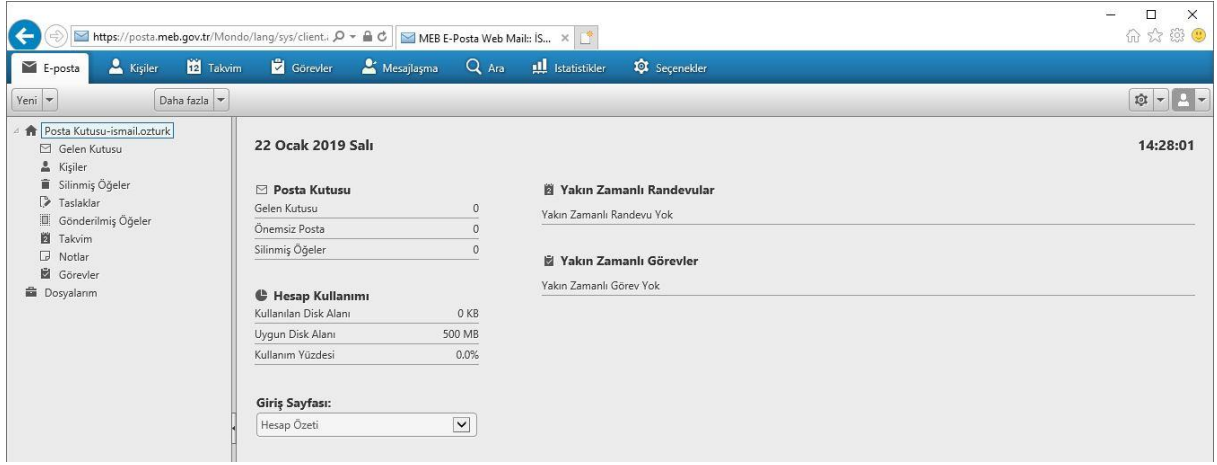 https://posta.meb.gov.tr/Mondo/lang/sys/client.
MEB E-Posta Web Mail:: İS...
E-posta Kişiler 12 Takvim Görevler Mesajlaşma Ara Istatistikler Seçenekler
Yeni Daha fazla
Posta Kutusu-ismail.ozturk
Gelen Kutusu
Kişiler
Silinmiş Öğeler
Taslaklar
Gönderilmiş Öğeler
Takvim
Notlar
Görevler
Dosyalarım
22 Ocak 2019 Salı 14:28:01
Posta Kutusu
Gelen Kutusu 0
Önemsiz Posta 0
Silinmiş Öğeler 0
Hesap Kullanımı
Kullanılan Disk Alanı 0 KB
Uygun Disk Alanı 500 MB
Kullanım Yüzdesi 0.0%
Giriş Sayfası:
Hesap Özeti
Yakın Zamanlı Randevular
Yakın Zamanlı Randevu Yok
Yakın Zamanlı Görevler
Yakın Zamanlı Görev Yok